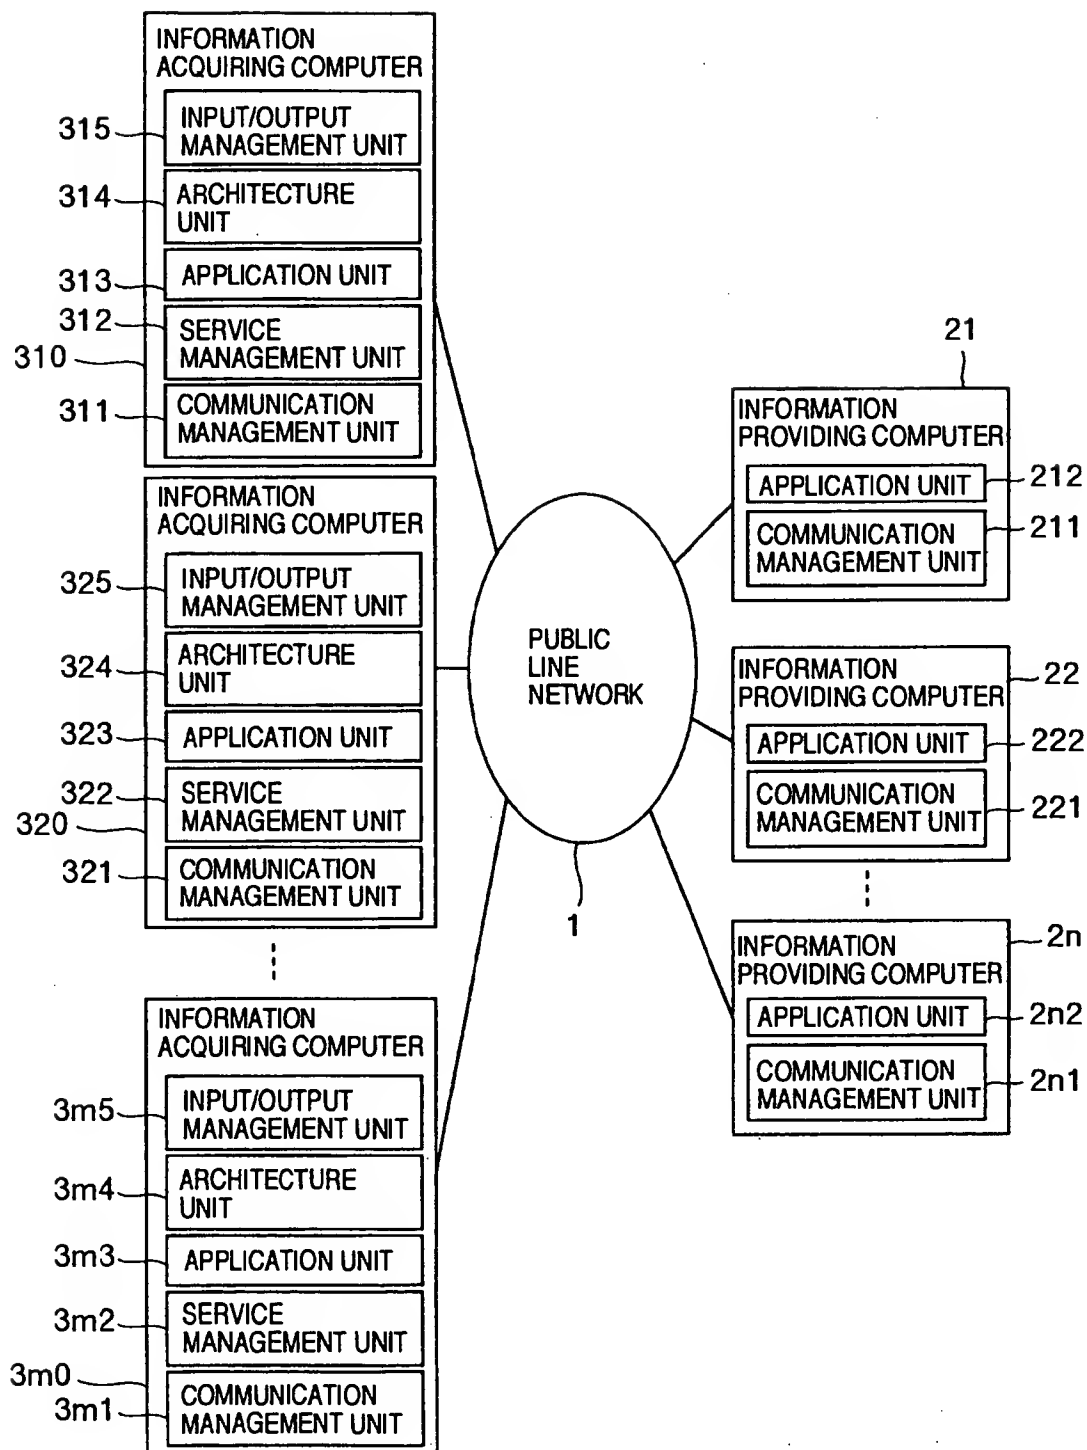 INFORMATION
ACQUIRING COMPUTER
315
INPUT/OUTPUT
MANAGEMENT UNIT
314
ARCHITECTURE
UNIT
313
APPLICATION UNIT
312
SERVICE
MANAGEMENT UNIT
310
311
COMMUNICATION
MANAGEMENT UNIT
INFORMATION
ACQUIRING COMPUTER
325
INPUT/OUTPUT
MANAGEMENT UNIT
324
ARCHITECTURE
UNIT
323
APPLICATION UNIT
322
SERVICE
MANAGEMENT UNIT
320
321
COMMUNICATION
MANAGEMENT UNIT
INFORMATION
ACQUIRING COMPUTER
3m5
INPUT/OUTPUT
MANAGEMENT UNIT
3m4
ARCHITECTURE
UNIT
3m3
APPLICATION UNIT
3m2
SERVICE
MANAGEMENT UNIT
3m0
3m1
COMMUNICATION
MANAGEMENT UNIT
PUBLIC
LINE
NETWORK
1
21
INFORMATION
PROVIDING COMPUTER
APPLICATION UNIT
212
COMMUNICATION
MANAGEMENT UNIT
211
INFORMATION
PROVIDING COMPUTER
22
APPLICATION UNIT
222
COMMUNICATION
MANAGEMENT UNIT
221
INFORMATION
PROVIDING COMPUTER
2n
APPLICATION UNIT
2n2
COMMUNICATION
MANAGEMENT UNIT
2n1